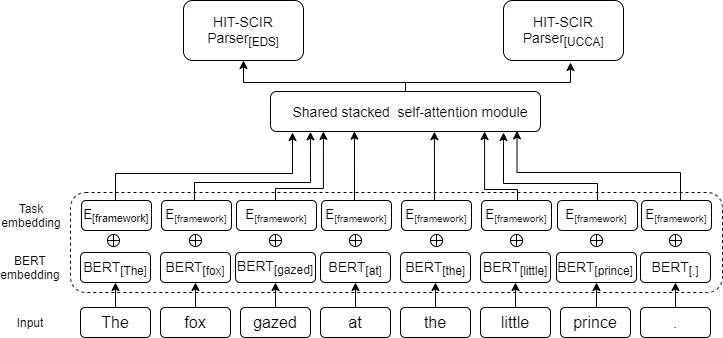 HIT-SCIR HIT-SCIR
Parser[EDS] Parser[UCCA]
Shared stacked self-attention module
Task
embedding
E[framework] E[framework] E[framework] E[framework] E[framework] E[framework] E[framework] E[framework]
⊕ ⊕ ⊕ ⊕ ⊕ ⊕ ⊕ ⊕
BERT
embedding
BERT[The] BERT[fox] BERT[gazed] BERT[at] BERT[the] BERT[little] BERT[prince] BERT[.]
Input The fox gazed at the little prince .